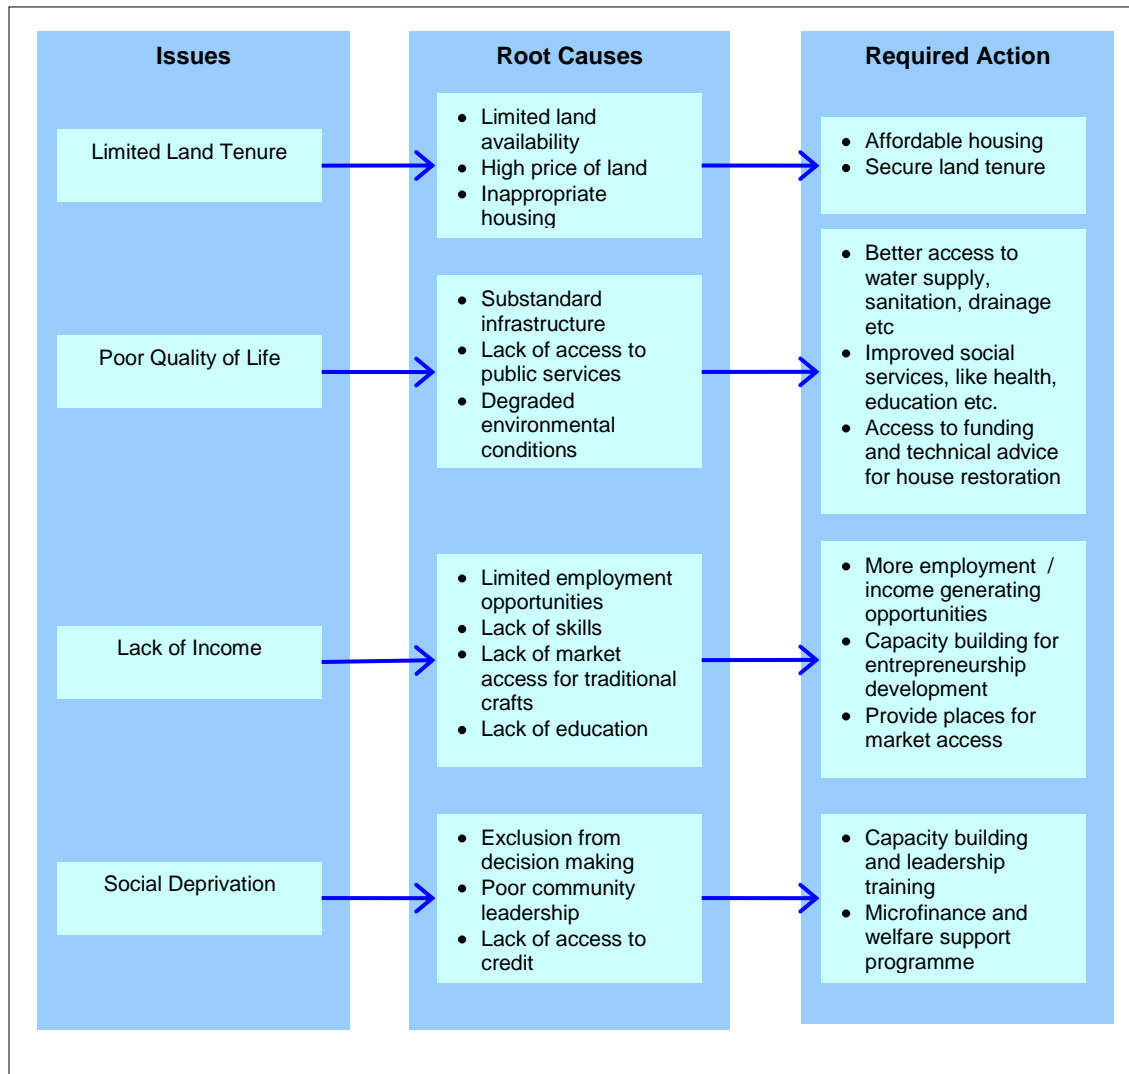 Issues
Root Causes
Required Action
Limited Land Tenure
• Limited land
availability
• High price of land
• Inappropriate
housing
• Affordable housing
• Secure land tenure
Poor Quality of Life
• Substandard
infrastructure
• Lack of access to
public services
• Degraded
environmental
conditions
• Better access to
water supply,
sanitation, drainage
etc
• Improved social
services, like health,
education etc.
• Access to funding
and technical advice
for house restoration
Lack of Income
• Limited employment
opportunities
• Lack of skills
• Lack of market
access for traditional
crafts
• Lack of education
• More employment /
income generating
opportunities
• Capacity building for
entrepreneurship
development
• Provide places for
market access
Social Deprivation
• Exclusion from
decision making
• Poor community
leadership
• Lack of access to
credit
• Capacity building
and leadership
training
• Microfinance and
welfare support
programme